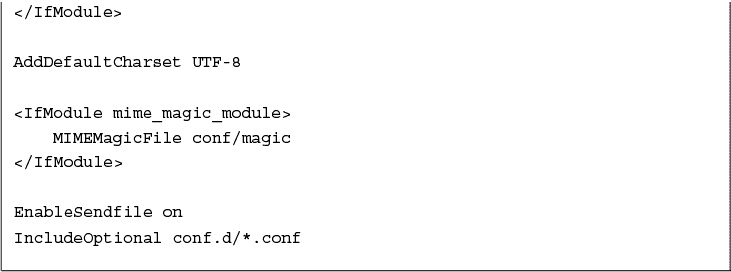 </IfModule>
AddDefaultCharset UTF-8
<IfModule mime_magic_module>
    MIMEMagicFile conf/magic
</IfModule>
EnableSendfile on
IncludeOptional conf.d/*.conf